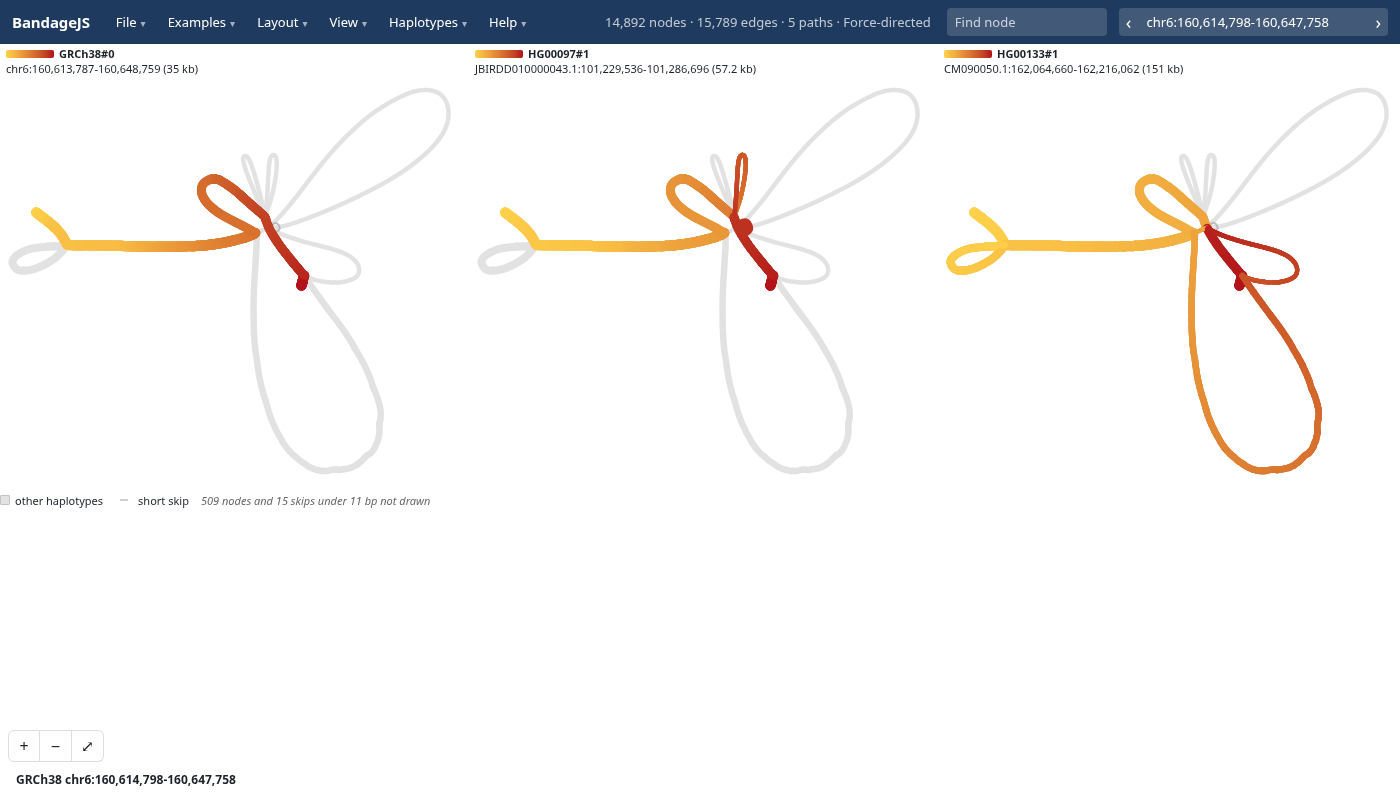 BandageJS File ▾ Examples ▾ Layout ▾ View ▾ Haplotypes ▾ Help ▾ 14,892 nodes · 15,789 edges · 5 paths · Force-directed Find node ‹ chr6:160,614,798-160,647,758 ›
GRCh38#0 HG00097#1 HG00133#1
chr6:160,613,787-160,648,759 (35 kb) JBIRDD010000043.1:101,229,536-101,286,696 (57.2 kb) CM090050.1:162,064,660-162,216,062 (151 kb)
other haplotypes short skip 509 nodes and 15 skips under 11 bp not drawn
+ − ⤢
GRCh38 chr6:160,614,798-160,647,758